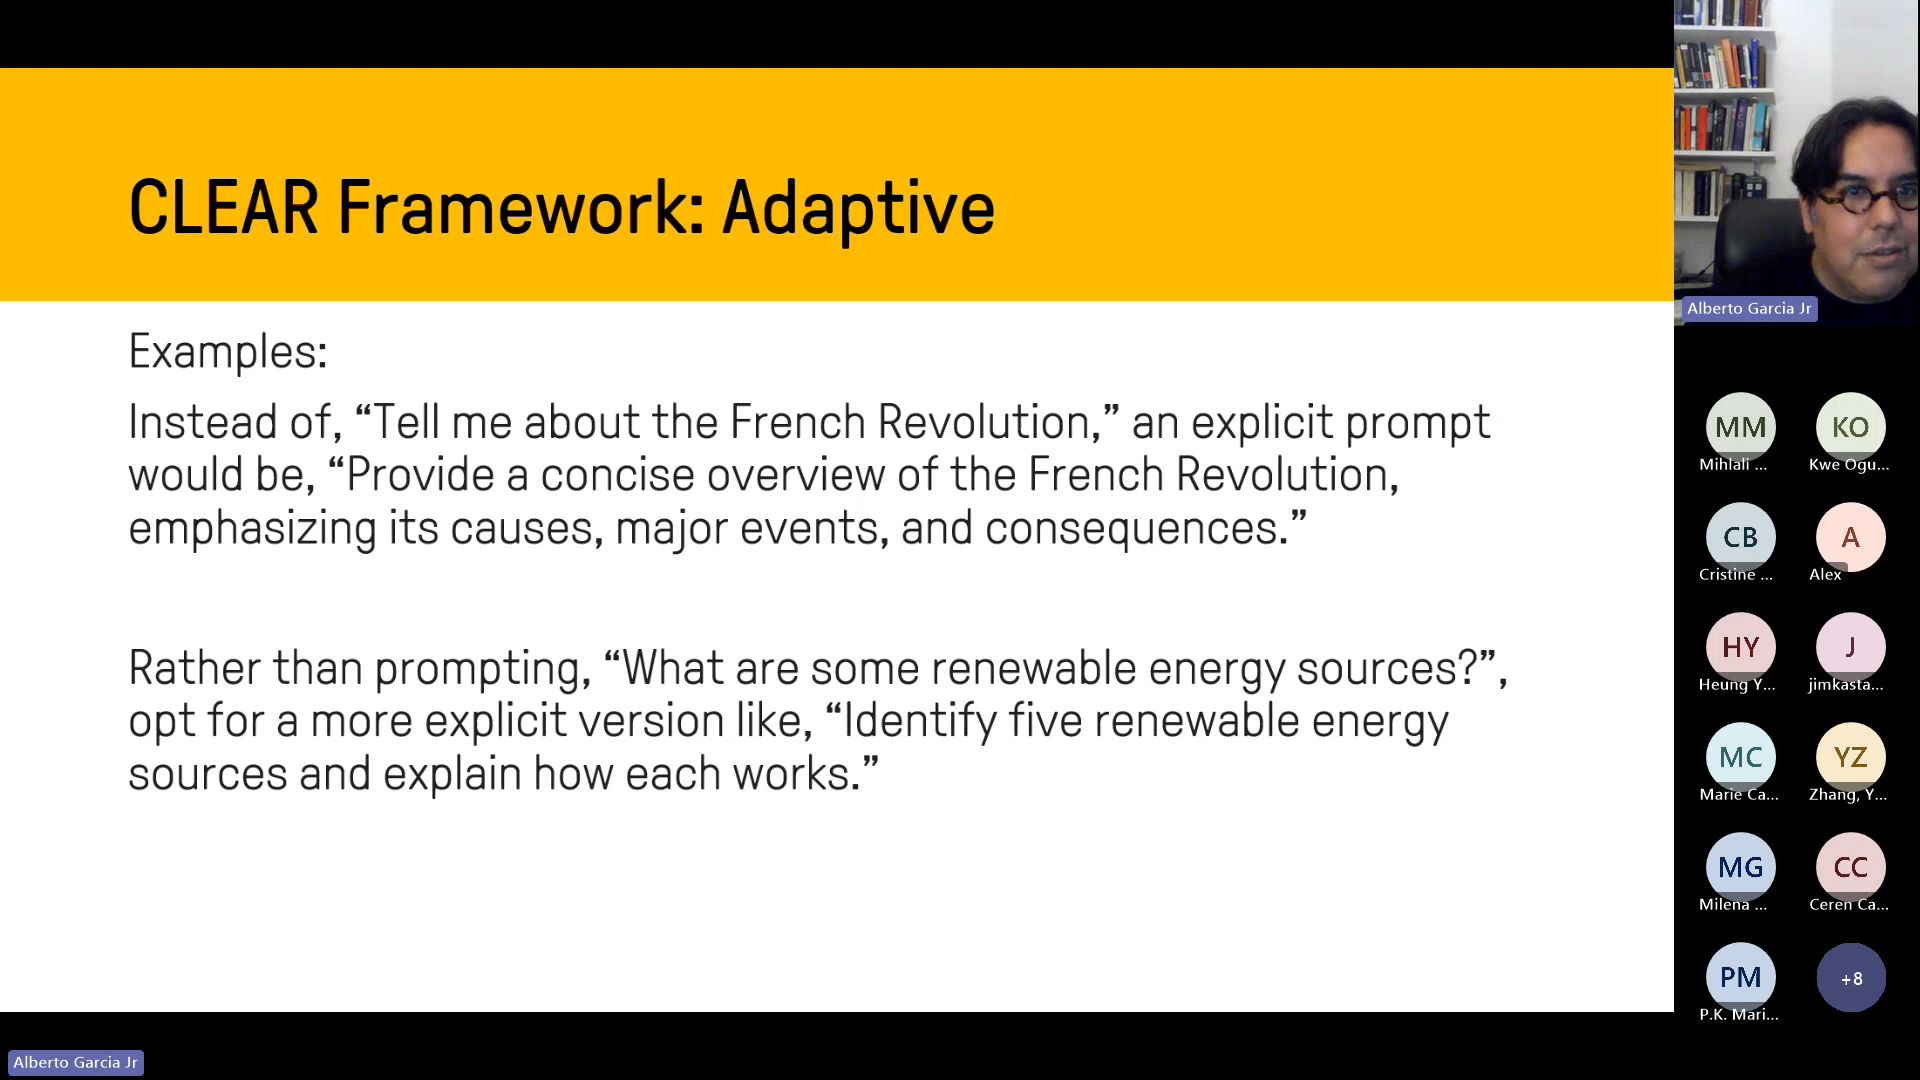 CLEAR Framework: Adaptive
Examples:
Instead of, “Tell me about the French Revolution,” an explicit prompt
would be, “Provide a concise overview of the French Revolution,
emphasizing its causes, major events, and consequences.”
Rather than prompting, “What are some renewable energy sources?”,
opt for a more explicit version like, “Identify five renewable energy
sources and explain how each works.”
Alberto Garcia Jr
MM
KO
Mihlali ...
Kwe Ogu...
CB
A
Cristine ...
Alex
HY
J
Heung Y...
jimkasta...
MC
YZ
Marie Ca...
Zhang, Y...
MG
CC
Milena ...
Ceren Ca...
PM
+8
P.K. Mari...
Alberto Garcia Jr